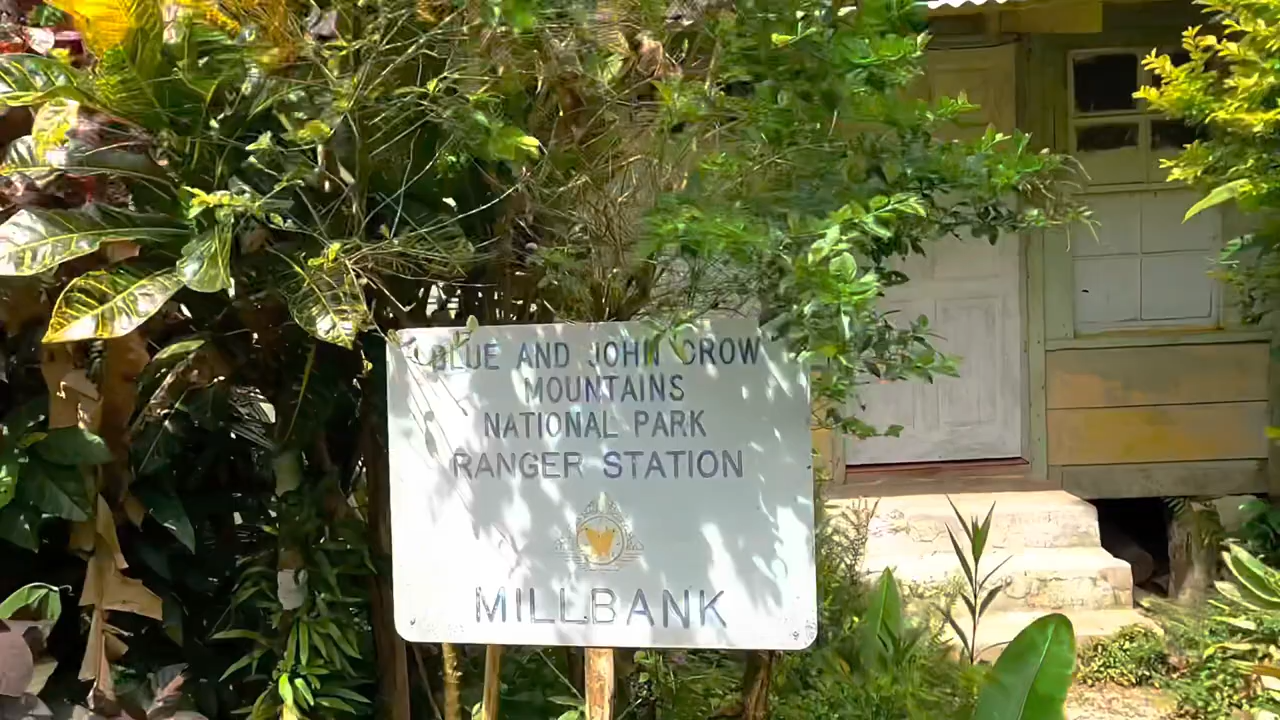 BLUE AND JOHN CROW
MOUNTAINS
NATIONAL PARK
RANGER STATION
MILLBANK